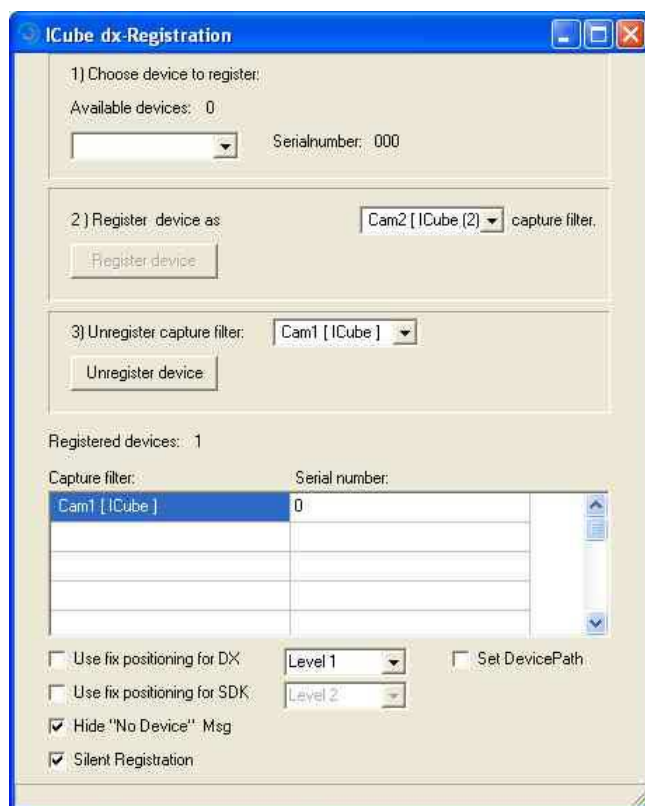 ICube dx-Registration
1) Choose device to register:
Available devices: 0
Serialnumber: 000
2 ) Register device as Cam2 [ ICube (2) capture filter.
Register device
3) Unregister capture filter: Cam1 [ ICube ]
Unregister device
Registered devices: 1
Capture filter: Serial number:
Cam1 [ ICube ] 0
Use fix positioning for DX Level 1 Set DevicePath
Use fix positioning for SDK Level 2
Hide "No Device" Msg
Silent Registration